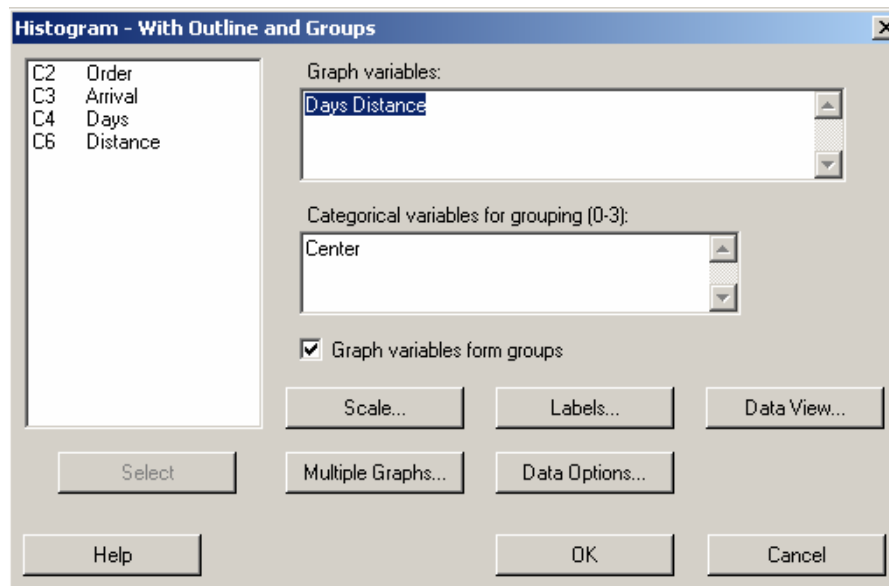 Histogram - With Outline and Groups
C2 Order
C3 Arrival
C4 Days
C6 Distance
Graph variables:
Days Distance
Categorical variables for grouping (0-3):
Center
Graph variables form groups
Scale... Labels... Data View...
Select Multiple Graphs... Data Options...
Help OK Cancel